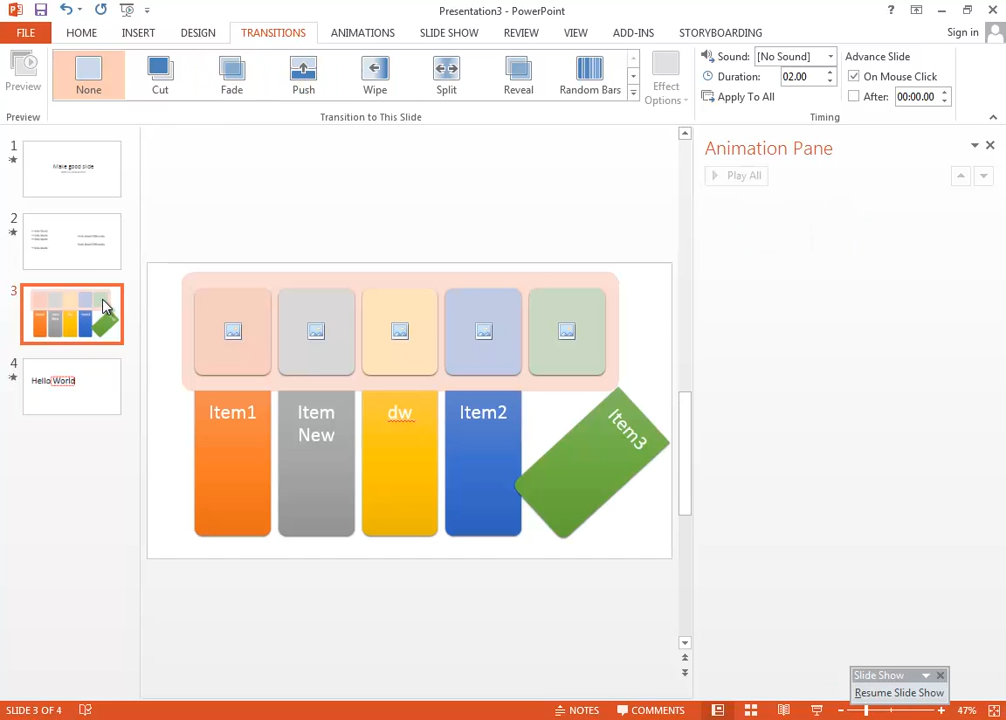 Presentation3 - PowerPoint
FILE HOME INSERT DESIGN TRANSITIONS ANIMATIONS SLIDE SHOW REVIEW VIEW ADD-INS STORYBOARDING Sign in
Preview
None
Cut
Fade
Push
Wipe
Split
Reveal
Random Bars
Effect
Options
Sound: [No Sound]
Duration: 02.00
Apply To All
Advance Slide
On Mouse Click
After: 00:00.00
Preview
Transition to This Slide
Timing
1
Make good slide
2
3
4
Hello World
Item1
Item
New
dw
Item2
Item3
Animation Pane
Play All
Slide Show
Resume Slide Show
SLIDE 3 OF 4
NOTES
COMMENTS
47%